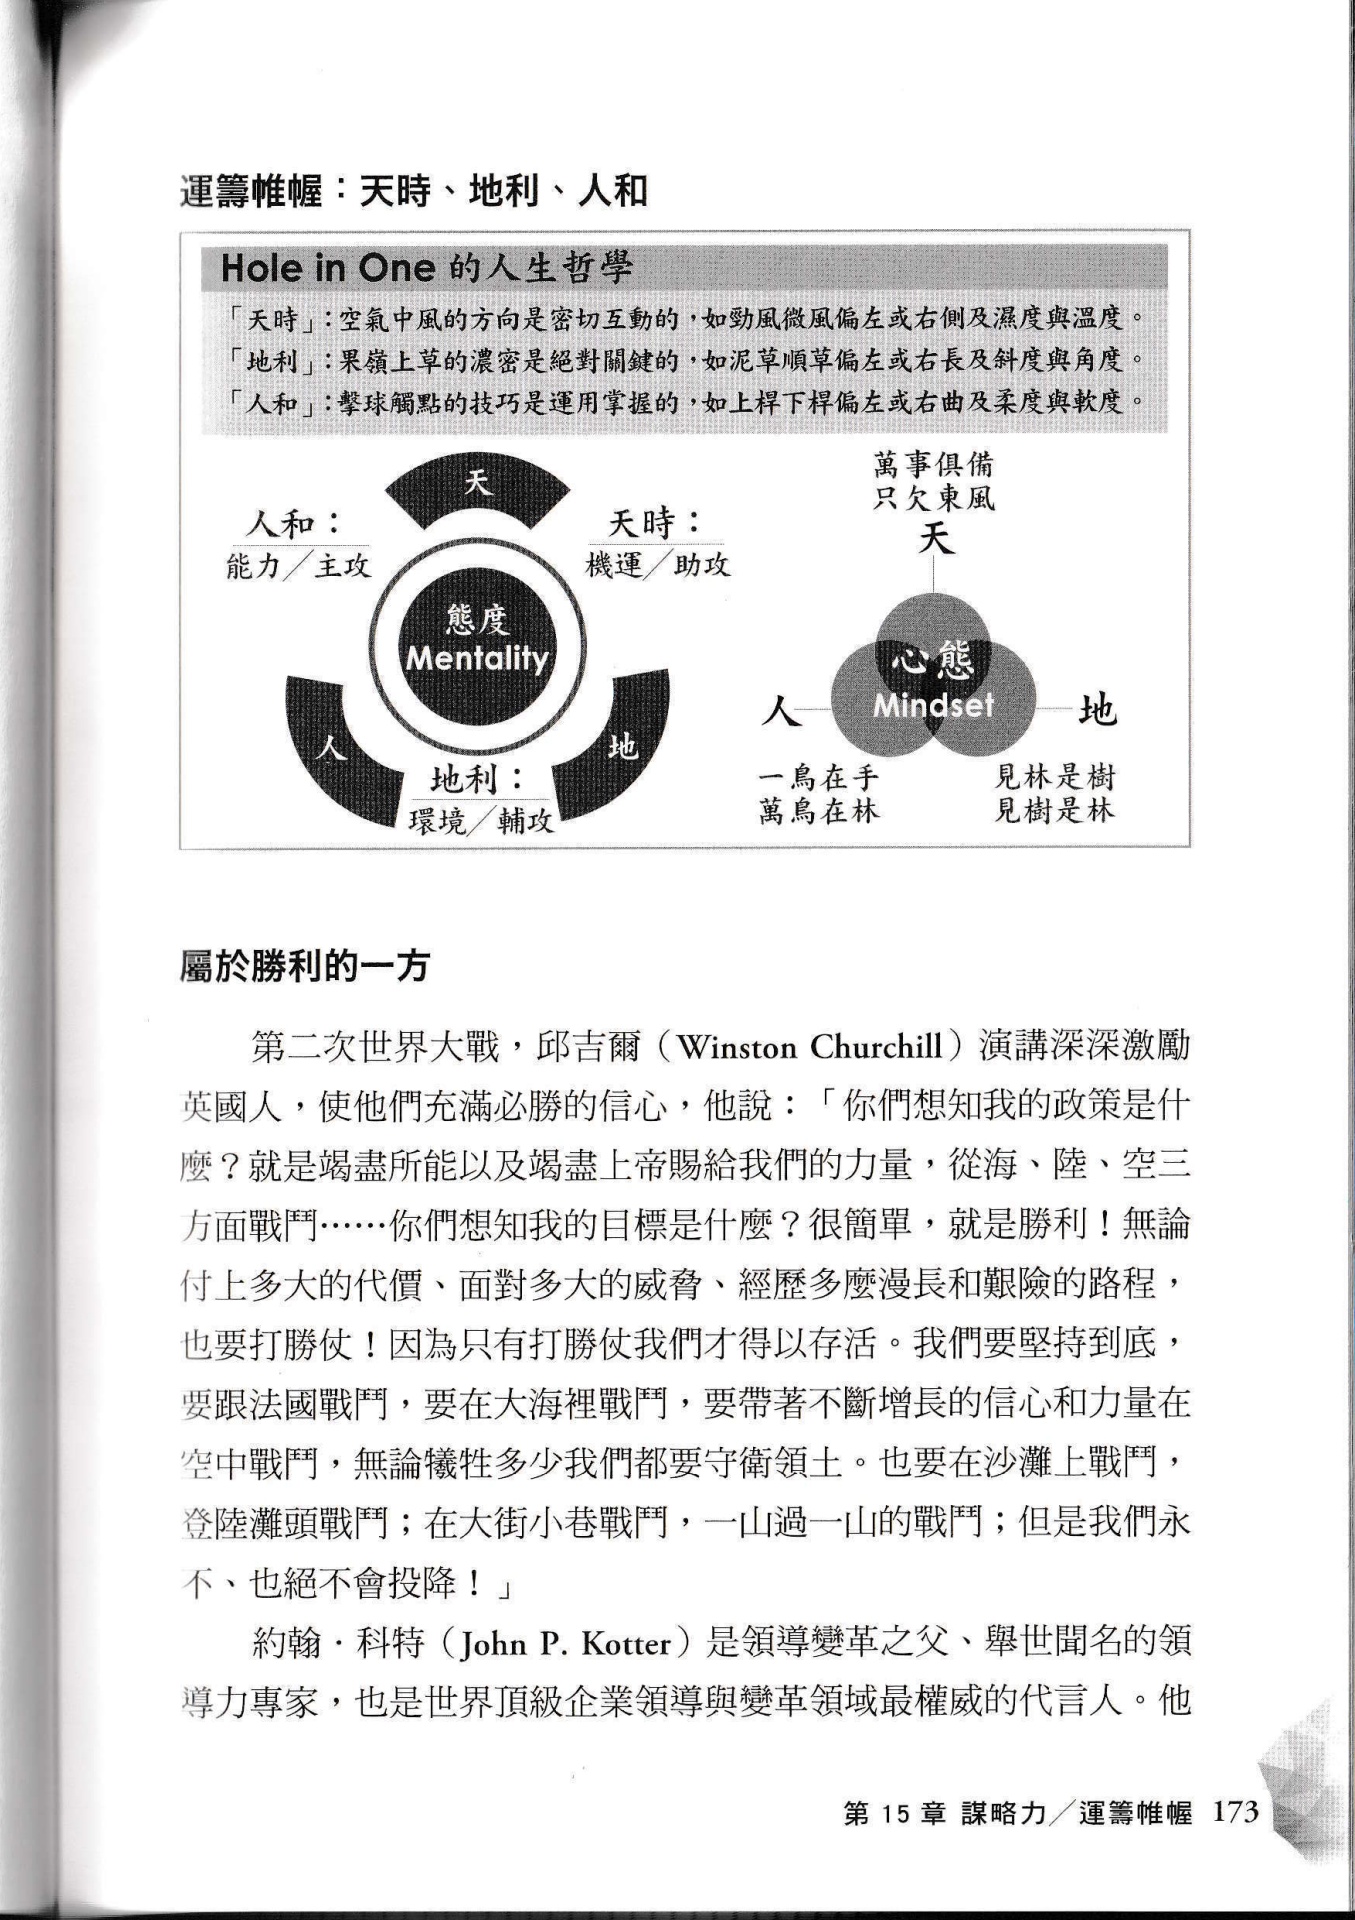 運籌帷幄：天時、地利、人和
Hole in One 的人生哲學
「天時」：空氣中風的方向是密切互動的，如勁風微風偏左或右側及濕度與溫度。
「地利」：果嶺上草的濃密是絕對關鍵的，如泥草順草偏左或右長及斜度與角度。
「人和」：擊球觸點的技巧是運用掌握的，如上桿下桿偏左或右曲及柔度與軟度。
天
人和：
能力／主攻
天時：
機運／助攻
態度
Mentality
人
地
地利：
環境／輔攻
萬事俱備
只欠東風
天
心態
Mindset
人
地
一鳥在手
萬鳥在林
見林是樹
見樹是林
屬於勝利的一方
第二次世界大戰，邱吉爾（Winston Churchill）演講深深激勵
英國人，使他們充滿必勝的信心，他說：「你們想知我的政策是什
麼？就是竭盡所能以及竭盡上帝賜給我們的力量，從海、陸、空三
方面戰鬥……你們想知我的目標是什麼？很簡單，就是勝利！無論
付上多大的代價、面對多大的威脅、經歷多麼漫長和艱險的路程，
也要打勝仗！因為只有打勝仗我們才得以存活。我們要堅持到底，
要跟法國戰鬥，要在大海裡戰鬥，要帶著不斷增長的信心和力量在
空中戰鬥，無論犧牲多少我們都要守衛領土。也要在沙灘上戰鬥，
登陸灘頭戰鬥；在大街小巷戰鬥，一山過一山的戰鬥；但是我們永
不、也絕不會投降！」
約翰．科特（John P. Kotter）是領導變革之父、舉世聞名的領
導力專家，也是世界頂級企業領導與變革領域最權威的代言人。他
第 15 章 謀略力／運籌帷幄 173